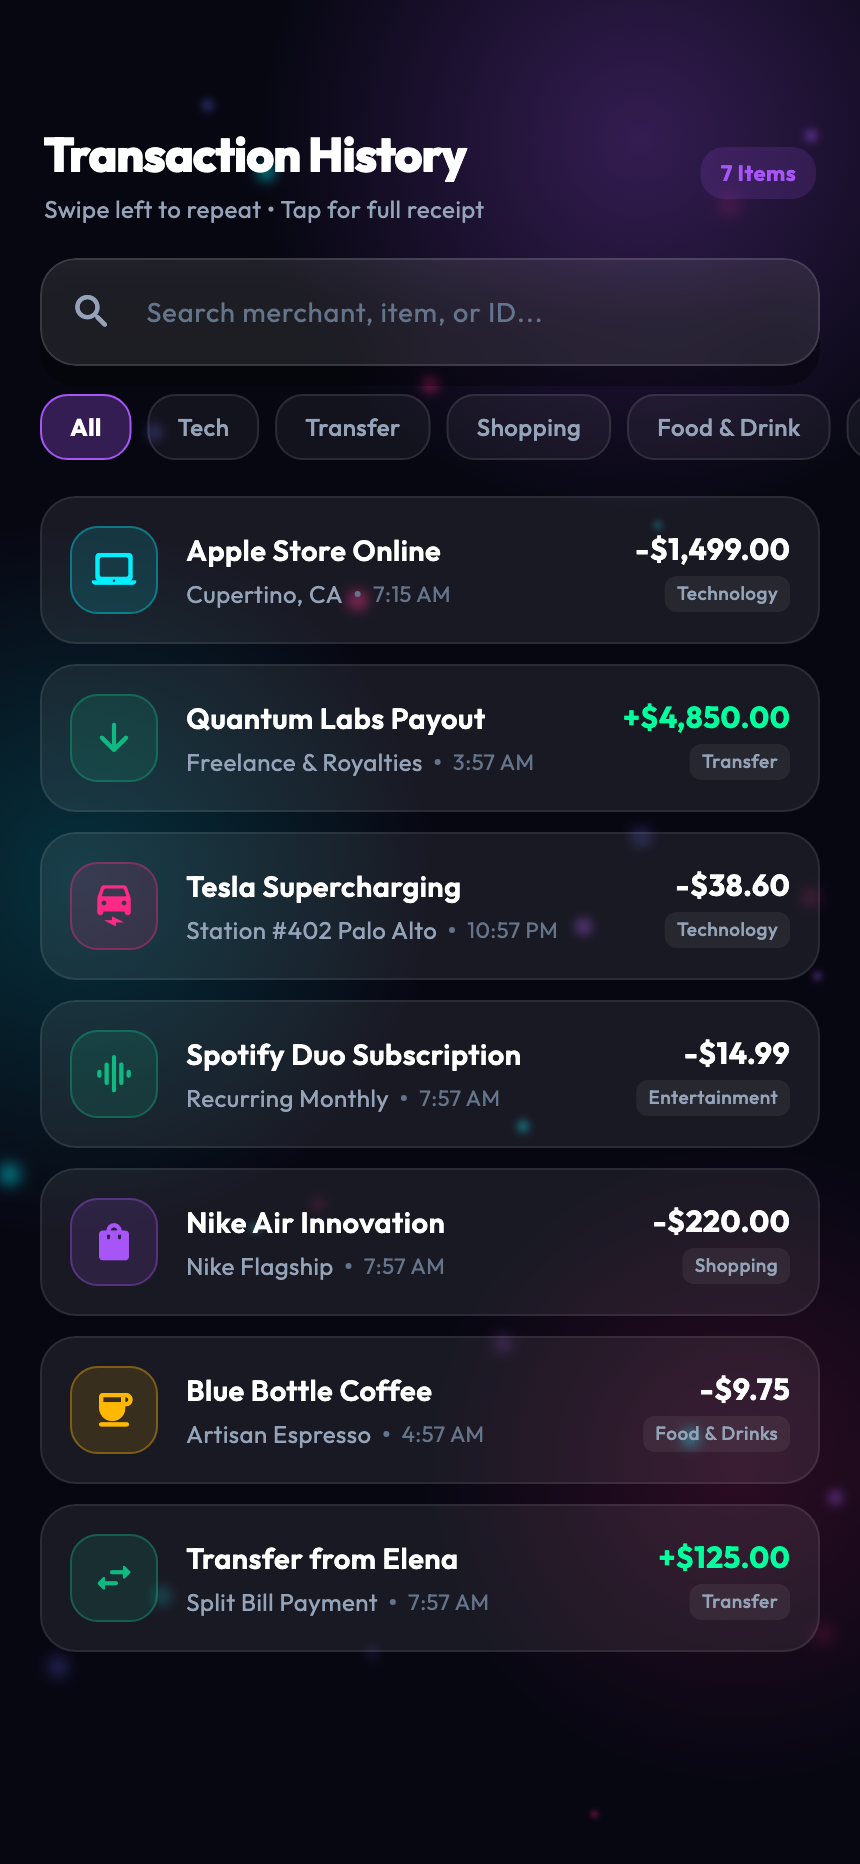 Transaction History
7 Items
Swipe left to repeat • Tap for full receipt
Search merchant, item, or ID...
All
Tech
Transfer
Shopping
Food & Drink
Apple Store Online
-$1,499.00
Cupertino, CA • 7:15 AM
Technology
Quantum Labs Payout
+$4,850.00
Freelance & Royalties • 3:57 AM
Transfer
Tesla Supercharging
-$38.60
Station #402 Palo Alto • 10:57 PM
Technology
Spotify Duo Subscription
-$14.99
Recurring Monthly • 7:57 AM
Entertainment
Nike Air Innovation
-$220.00
Nike Flagship • 7:57 AM
Shopping
Blue Bottle Coffee
-$9.75
Artisan Espresso • 4:57 AM
Food & Drinks
Transfer from Elena
+$125.00
Split Bill Payment • 7:57 AM
Transfer